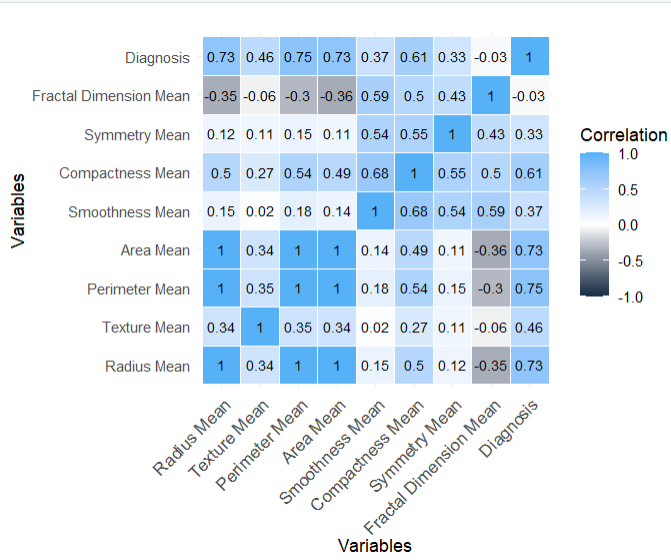 Diagnosis 0.73 0.46 0.75 0.73 0.37 0.61 0.33 -0.03 1
Fractal Dimension Mean -0.35 -0.06 -0.3 -0.36 0.59 0.5 0.43 1 -0.03
Symmetry Mean 0.12 0.11 0.15 0.11 0.54 0.55 1 0.43 0.33
Compactness Mean 0.5 0.27 0.54 0.49 0.68 1 0.55 0.5 0.61
Smoothness Mean 0.15 0.02 0.18 0.14 1 0.68 0.54 0.59 0.37
Area Mean 1 0.34 1 1 0.14 0.49 0.11 -0.36 0.73
Perimeter Mean 1 0.35 1 1 0.18 0.54 0.15 -0.3 0.75
Texture Mean 0.34 1 0.35 0.34 0.02 0.27 0.11 -0.06 0.46
Radius Mean 1 0.34 1 1 0.15 0.5 0.12 -0.35 0.73
Variables
Radius Mean
Texture Mean
Perimeter Mean
Area Mean
Smoothness Mean
Compactness Mean
Symmetry Mean
Fractal Dimension Mean
Diagnosis
Variables
Correlation
1.0
0.5
0.0
-0.5
-1.0